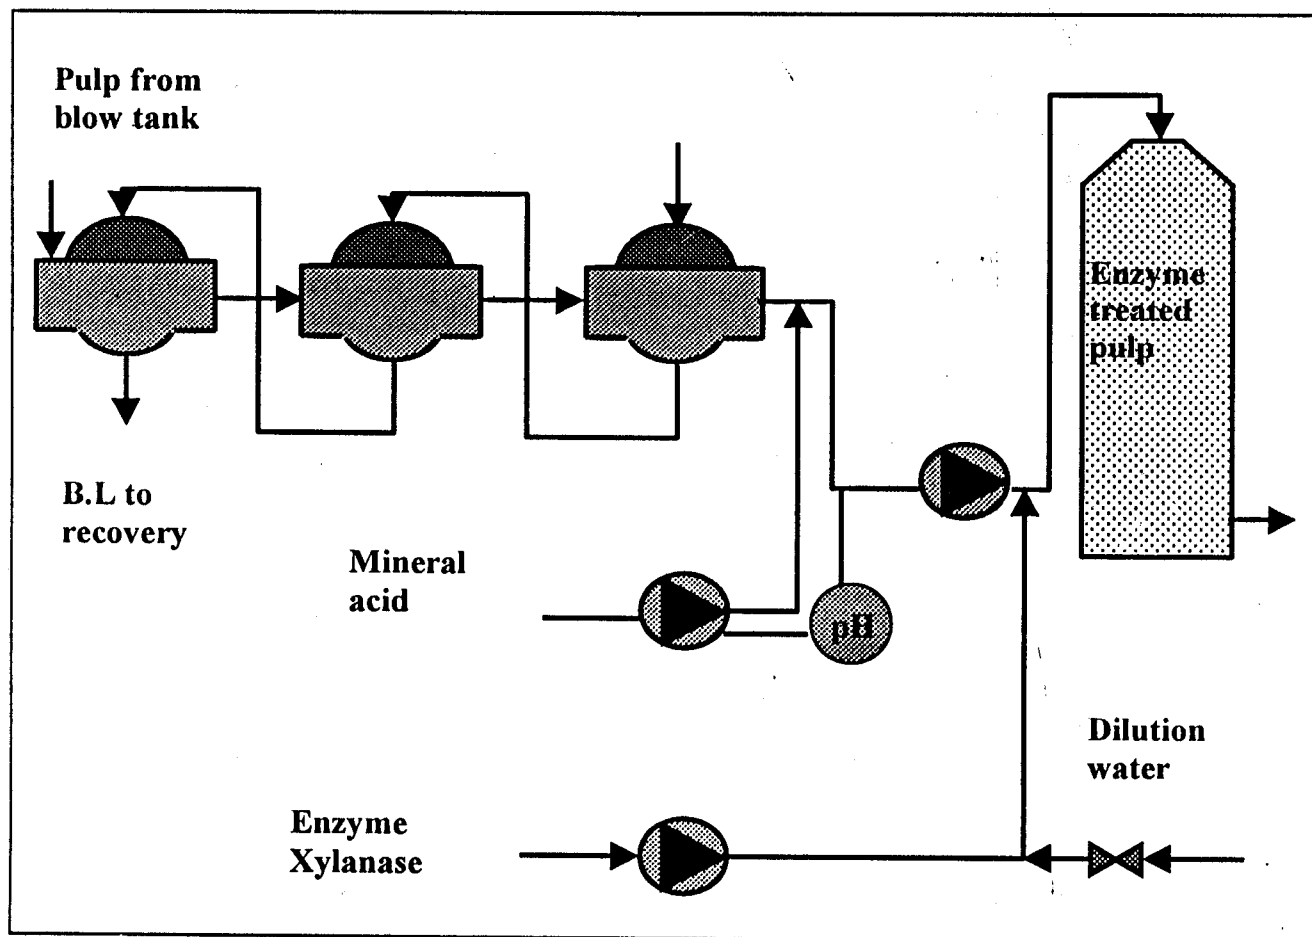 Pulp from
blow tank
Enzyme
treated
pulp
B.L to
recovery
Mineral
acid
pH
Dilution
water
Enzyme
Xylanase